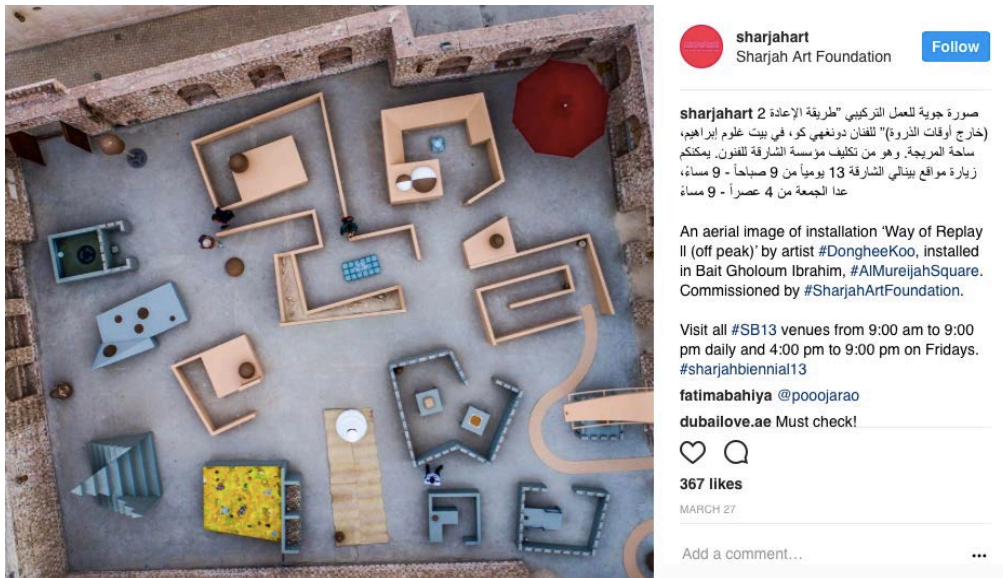 sharjahart
Sharjah Art Foundation
Follow
sharjahart صورة جوية للعمل التركيبي ”طريقة الإعادة 2
(خارج أوقات الذروة)“ للفنان دونغهي كو، في بيت غلوم إبراهيم،
ساحة المريجة. وهو من تكليف مؤسسة الشارقة للفنون. يمكنكم
زيارة مواقع بينالي الشارقة 13 يومياً من 9 صباحاً - 9 مساءً،
عدا الجمعة من 4 عصراً - 9 مساءً
An aerial image of installation ‘Way of Replay
ll (off peak)’ by artist #DongheeKoo, installed
in Bait Gholoum Ibrahim, #AlMureijahSquare.
Commissioned by #SharjahArtFoundation.
Visit all #SB13 venues from 9:00 am to 9:00
pm daily and 4:00 pm to 9:00 pm on Fridays.
#sharjahbiennial13
fatimabahiya @pooojarao
dubailove.ae Must check!
367 likes
MARCH 27
Add a comment…